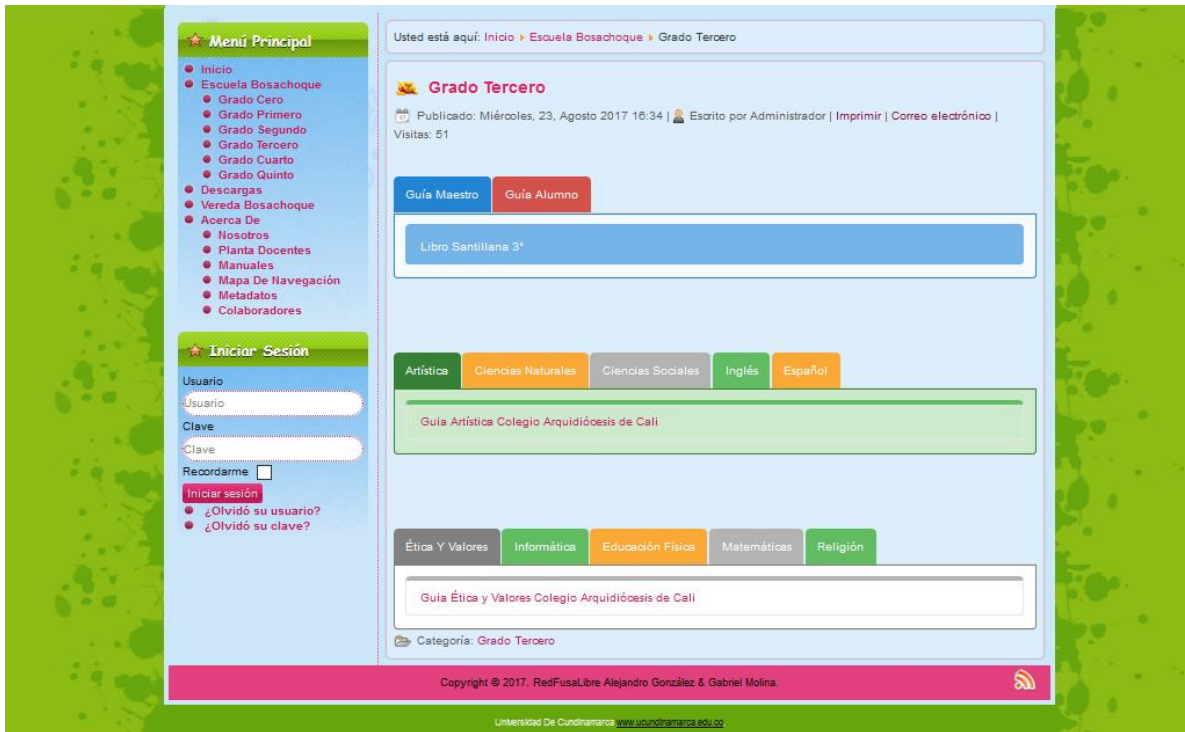 Menú Principal
Inicio
Escuela Bosachoque
Grado Cero
Grado Primero
Grado Segundo
Grado Tercero
Grado Cuarto
Grado Quinto
Descargas
Vereda Bosachoque
Acerca De
Nosotros
Planta Docentes
Manuales
Mapa De Navegación
Metadatos
Colaboradores
Iniciar Sesión
Usuario
Usuario
Clave
Clave
Recordarme
Iniciar sesión
¿Olvidó su usuario?
¿Olvidó su clave?
Usted está aquí: Inicio Escuela Bosachoque Grado Tercero
Grado Tercero
Publicado: Miércoles, 23, Agosto 2017 16:34 | Escrito por Administrador | Imprimir | Correo electrónico |
Visitas: 51
Guía Maestro Guía Alumno
Libro Santillana 3°
Artística Ciencias Naturales Ciencias Sociales Inglés Español
Guia Artística Colegio Arquidiócesis de Cali
Ética Y Valores Informática Educación Física Matemáticas Religión
Guia Ética y Valores Colegio Arquidiócesis de Cali
Categoría: Grado Tercero
Copyright © 2017. RedFusaLibre Alejandro González & Gabriel Molina.
Universidad De Cundinamarca www.ucundinamarca.edu.co